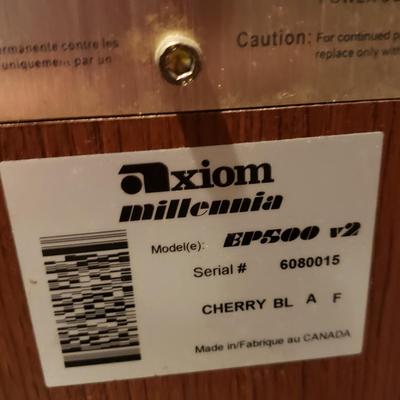 permanente contre les
uniquement par un
Caution: For continued
replace only with
axiom
millennia
Model(e): EP500 v2
Serial # 6080015
CHERRY BL A F
Made in/Fabrique au CANADA